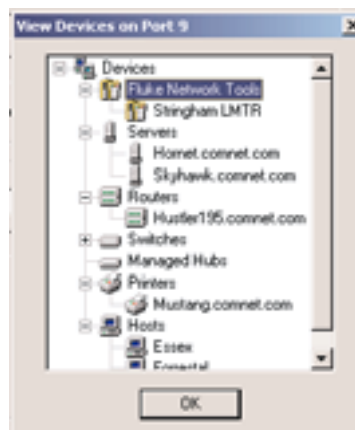 View Devices on Port 9
Devices
Fluke Network Tools
Stringham LMTR
Servers
Hornet.comnet.com
Skyhawk.comnet.com
Routers
Hustler195.comnet.com
Switches
Managed Hubs
Printers
Mustang.comnet.com
Hosts
Essex
Forrestal
OK